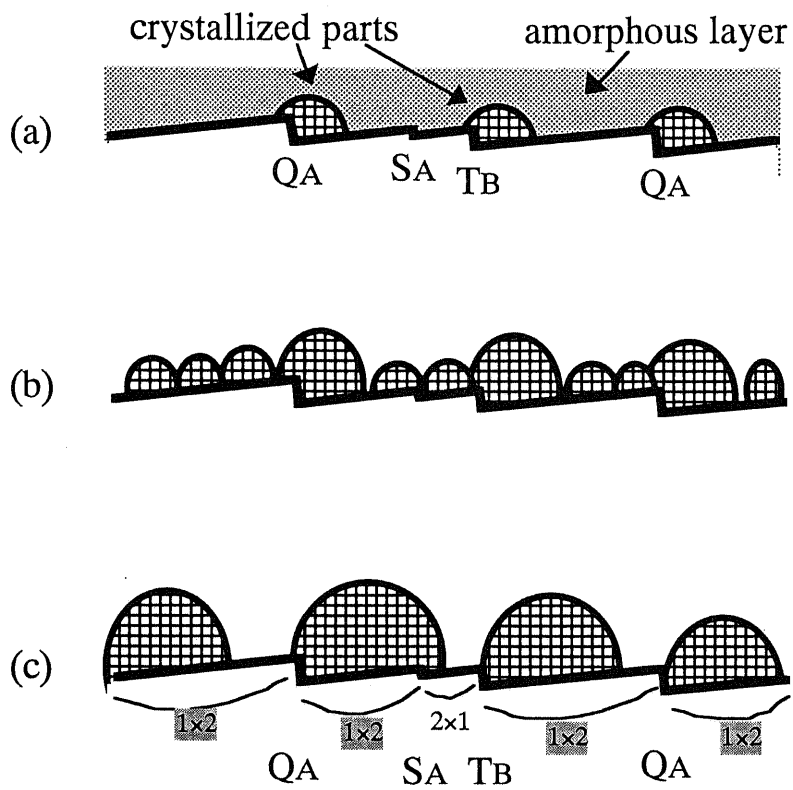 crystallized parts
amorphous layer
(a)
QA SA TB QA
(b)
(c)
1×2 1×2 2×1 1×2 1×2
QA SA TB QA